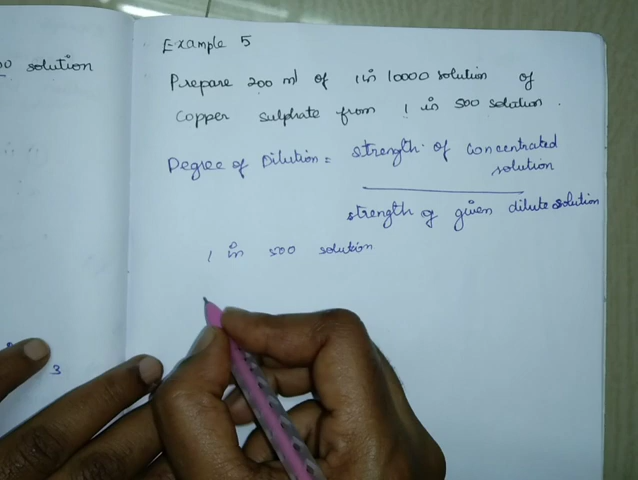 00 solution
Example 5
Prepare 200 ml of 1 in 10000 solution of
copper sulphate from 1 in 500 solution.
Degree of Dilution = strength of concentrated
solution
strength of given dilute solution
1 in 500 solution
3